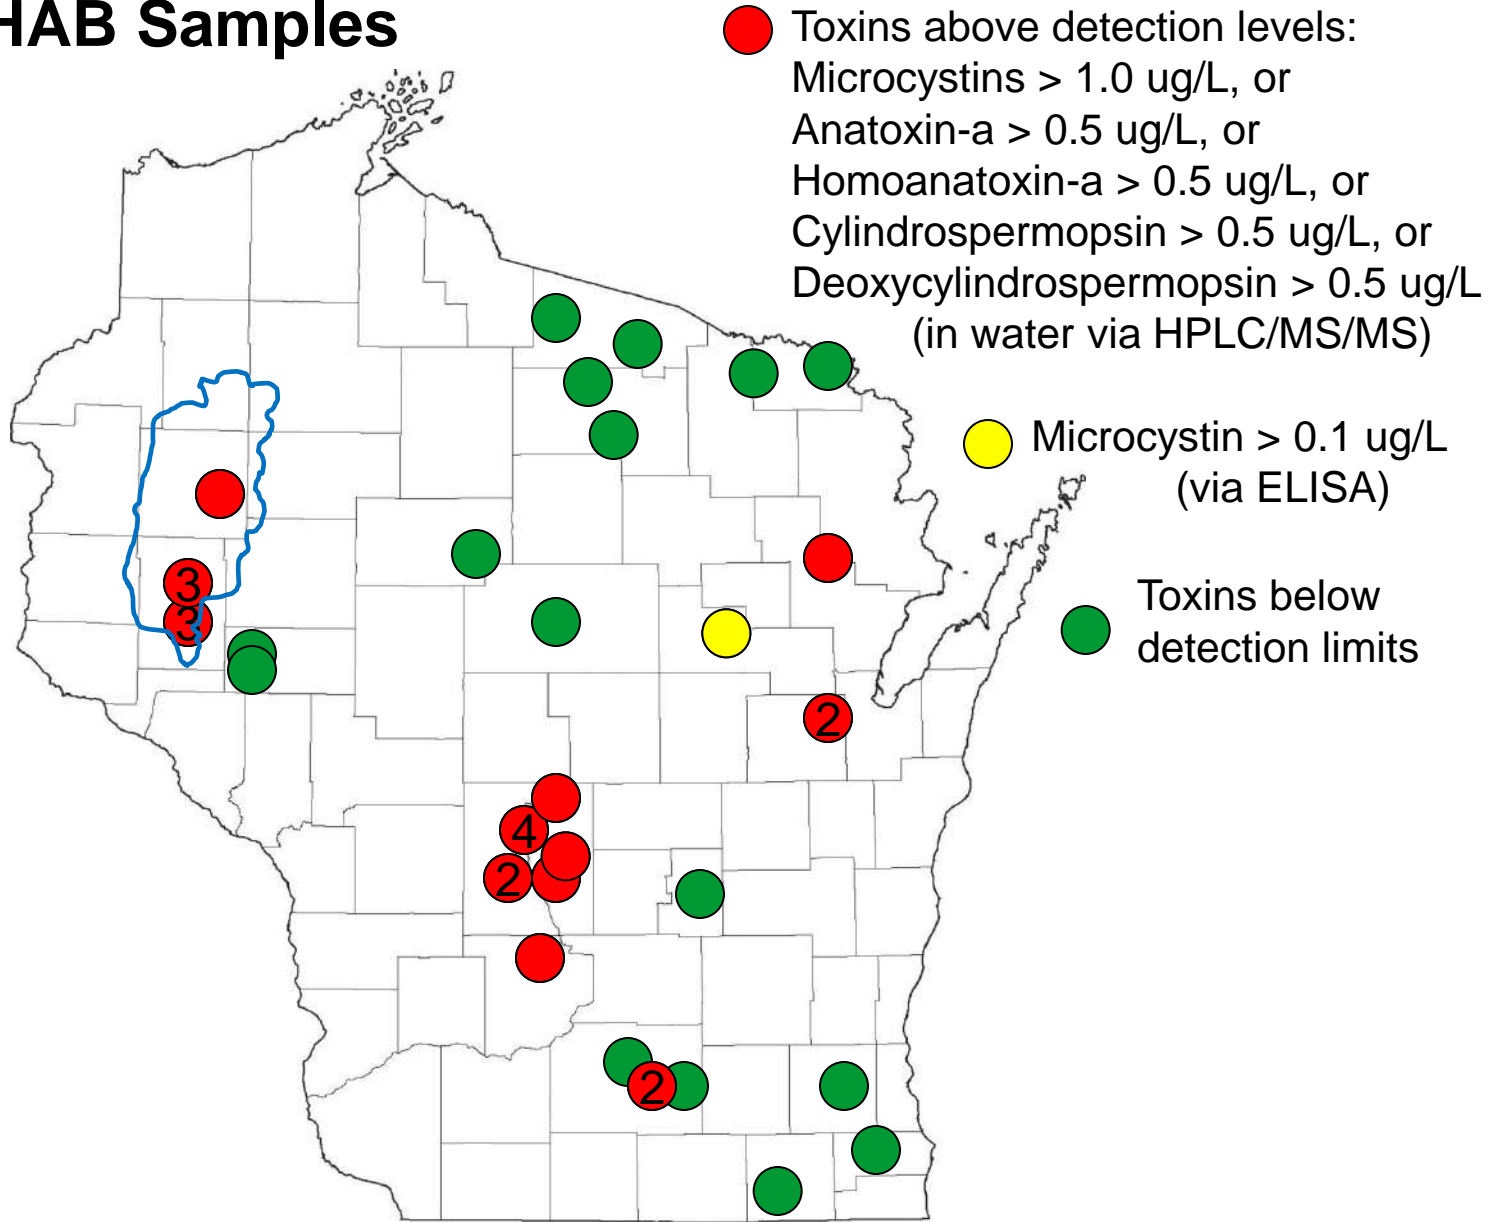 HAB Samples
Toxins above detection levels:
Microcystins > 1.0 ug/L, or
Anatoxin-a > 0.5 ug/L, or
Homoanatoxin-a > 0.5 ug/L, or
Cylindrospermopsin > 0.5 ug/L, or
Deoxycylindrospermopsin > 0.5 ug/L
(in water via HPLC/MS/MS)
Microcystin > 0.1 ug/L
(via ELISA)
3
Toxins below
detection limits
3
2
4
2
2